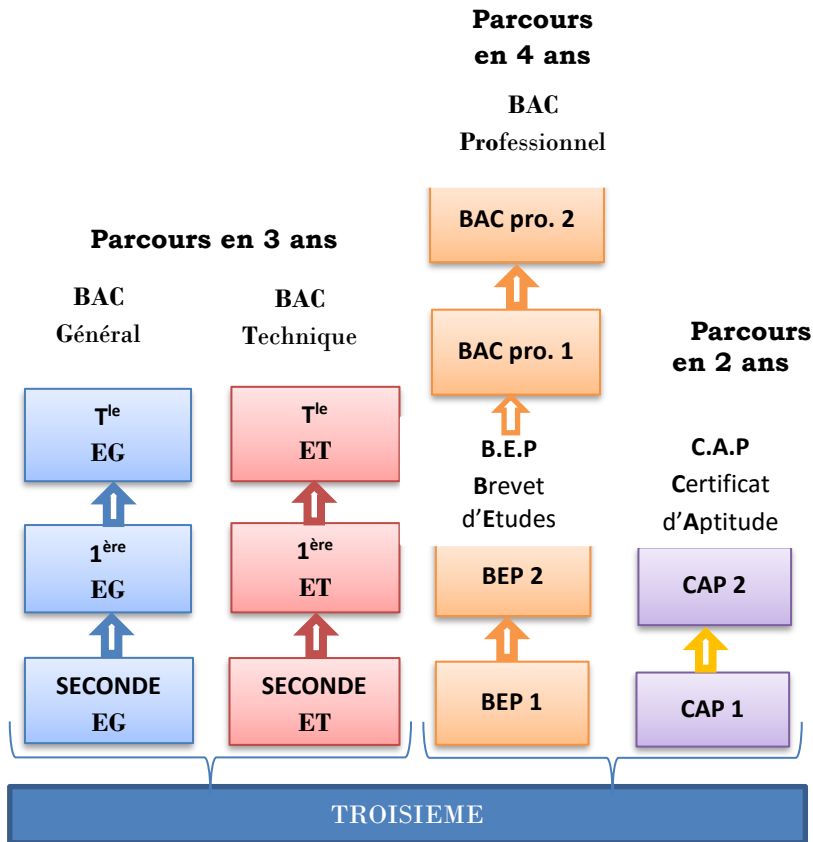 Parcours
en 4 ans
BAC
Professionnel
BAC pro. 2
Parcours en 3 ans
BAC
Général
BAC
Technique
BAC pro. 1
Parcours
en 2 ans
Tle
EG
Tle
ET
B.E.P
Brevet
d'Etudes
C.A.P
Certificat
d'Aptitude
1ère
EG
1ère
ET
BEP 2
CAP 2
SECONDE
EG
SECONDE
ET
BEP 1
CAP 1
TROISIEME